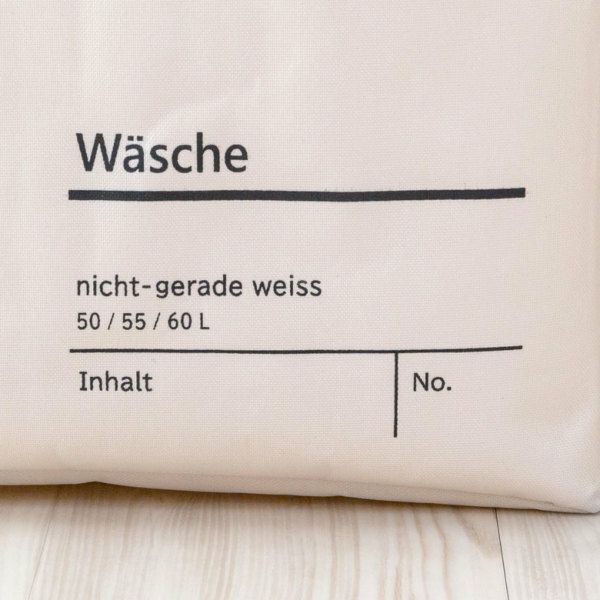 Wäsche
nicht-gerade weiss
50 / 55 / 60 L
Inhalt
No.